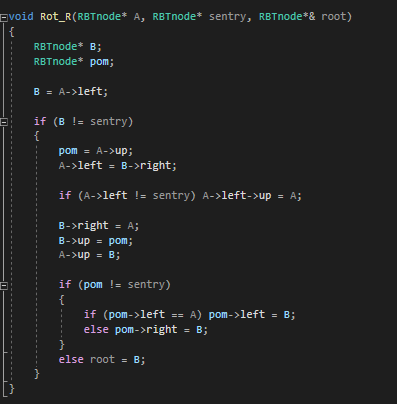 void Rot_R(RBTnode* A, RBTnode* sentry, RBTnode*& root)
{
    RBTnode* B;
    RBTnode* pom;

    B = A->left;

    if (B != sentry)
    {
        pom = A->up;
        A->left = B->right;

        if (A->left != sentry) A->left->up = A;

        B->right = A;
        B->up = pom;
        A->up = B;

        if (pom != sentry)
        {
            if (pom->left == A) pom->left = B;
            else pom->right = B;
        }
        else root = B;
    }
}